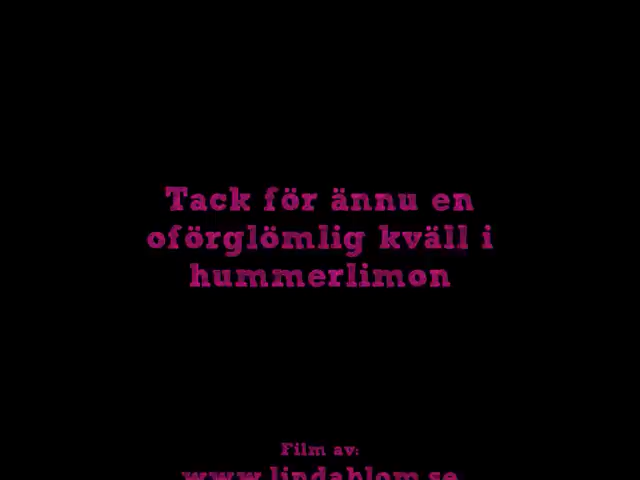 Tack för ännu en
oförglömlig kväll i
hummerlimon
Film av:
www.lindablom.se